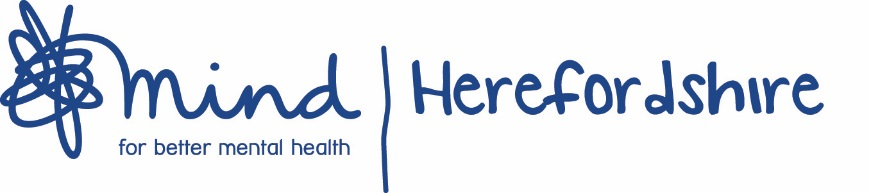 mind
for better mental health
Herefordshire